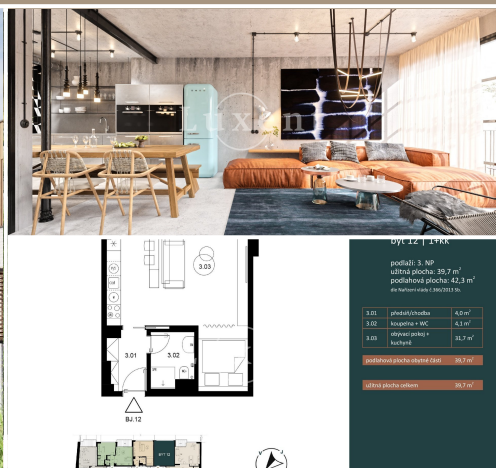 Luxent
byt 12 | 1+kk
podlaží: 3. NP
užitná plocha: 39,7 m²
podlahová plocha: 42,3 m²
dle Nařízení vlády č.366/2013 Sb.
3.01 předsíň/chodba 4,0 m²
3.02 koupelna + WC 4,1 m²
3.03 obývací pokoj + kuchyně 31,7 m²
podlahová plocha obytné části 39,7 m²
užitná plocha celkem 39,7 m²
3.03
3.01
3.02
BJ.12
BYT 12